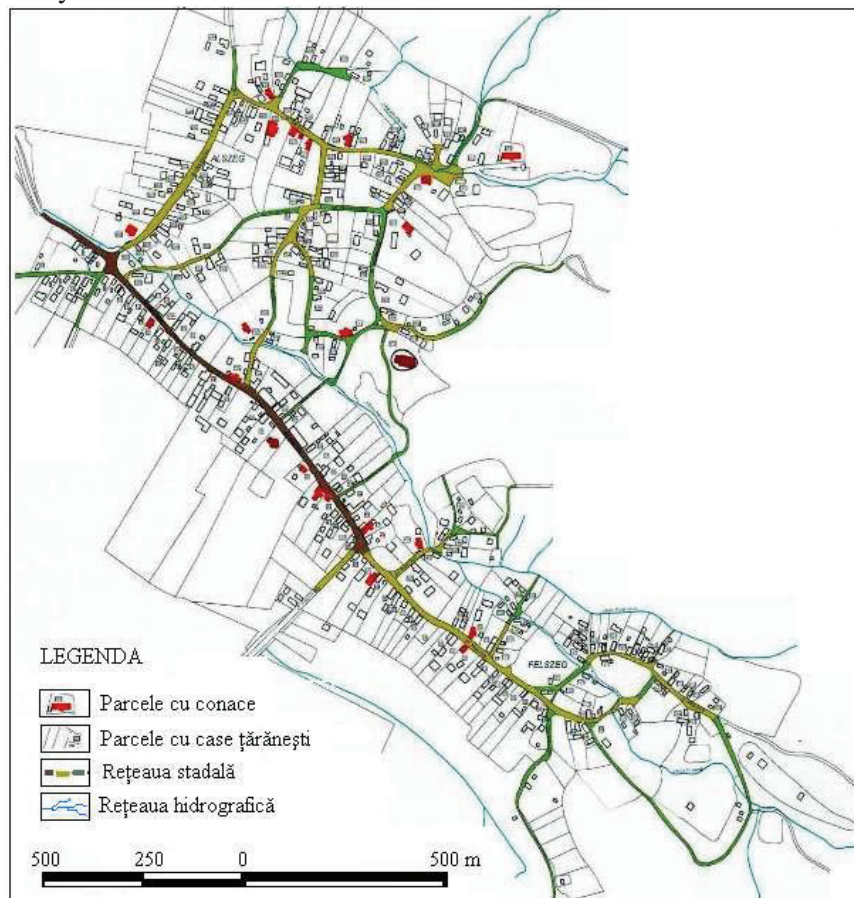 ALSZEG
FELSZEG
LEGENDA
Parcele cu conace
Parcele cu case țărănești
Rețeaua stadală
Rețeaua hidrografică
500 250 0 500 m